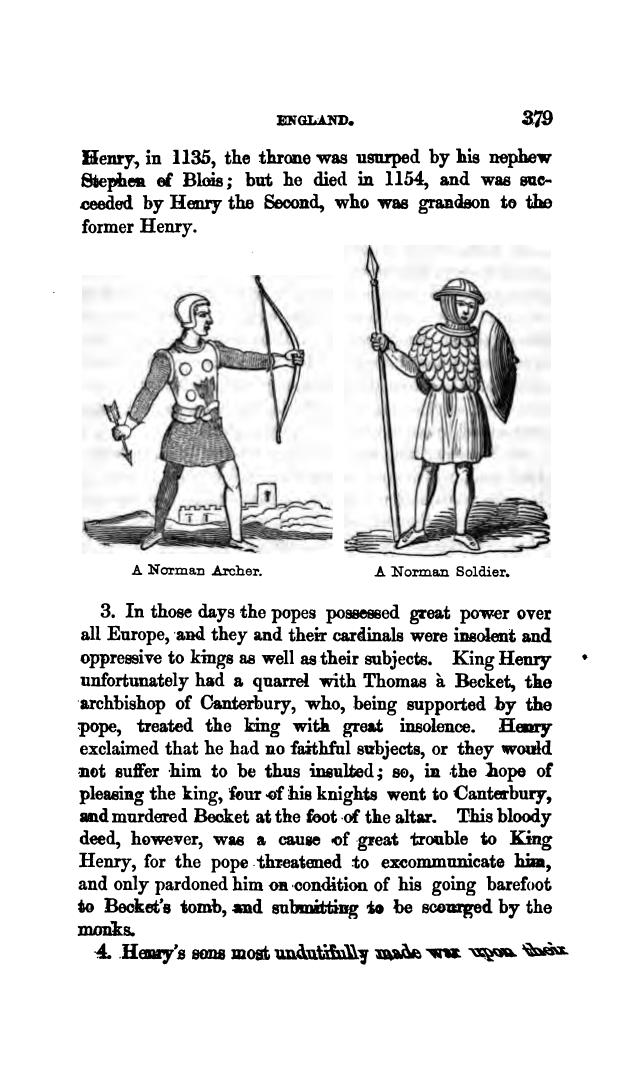 ENGLAND. 379
Henry, in 1135, the throne was usurped by his nephew
Stephen of Blois; but he died in 1154, and was suc-
ceeded by Henry the Second, who was grandson to the
former Henry.
A Norman Archer.
A Norman Soldier.
3. In those days the popes possessed great power over
all Europe, and they and their cardinals were insolent and
oppressive to kings as well as their subjects. King Henry
unfortunately had a quarrel with Thomas à Becket, the
archbishop of Canterbury, who, being supported by the
pope, treated the king with great insolence. Henry
exclaimed that he had no faithful subjects, or they would
not suffer him to be thus insulted; so, in the hope of
pleasing the king, four of his knights went to Canterbury,
and murdered Becket at the foot of the altar. This bloody
deed, however, was a cause of great trouble to King
Henry, for the pope threatened to excommunicate him,
and only pardoned him on condition of his going barefoot
to Becket's tomb, and submitting to be scourged by the
monks.
4. Henry's sons most undutifully made war upon their